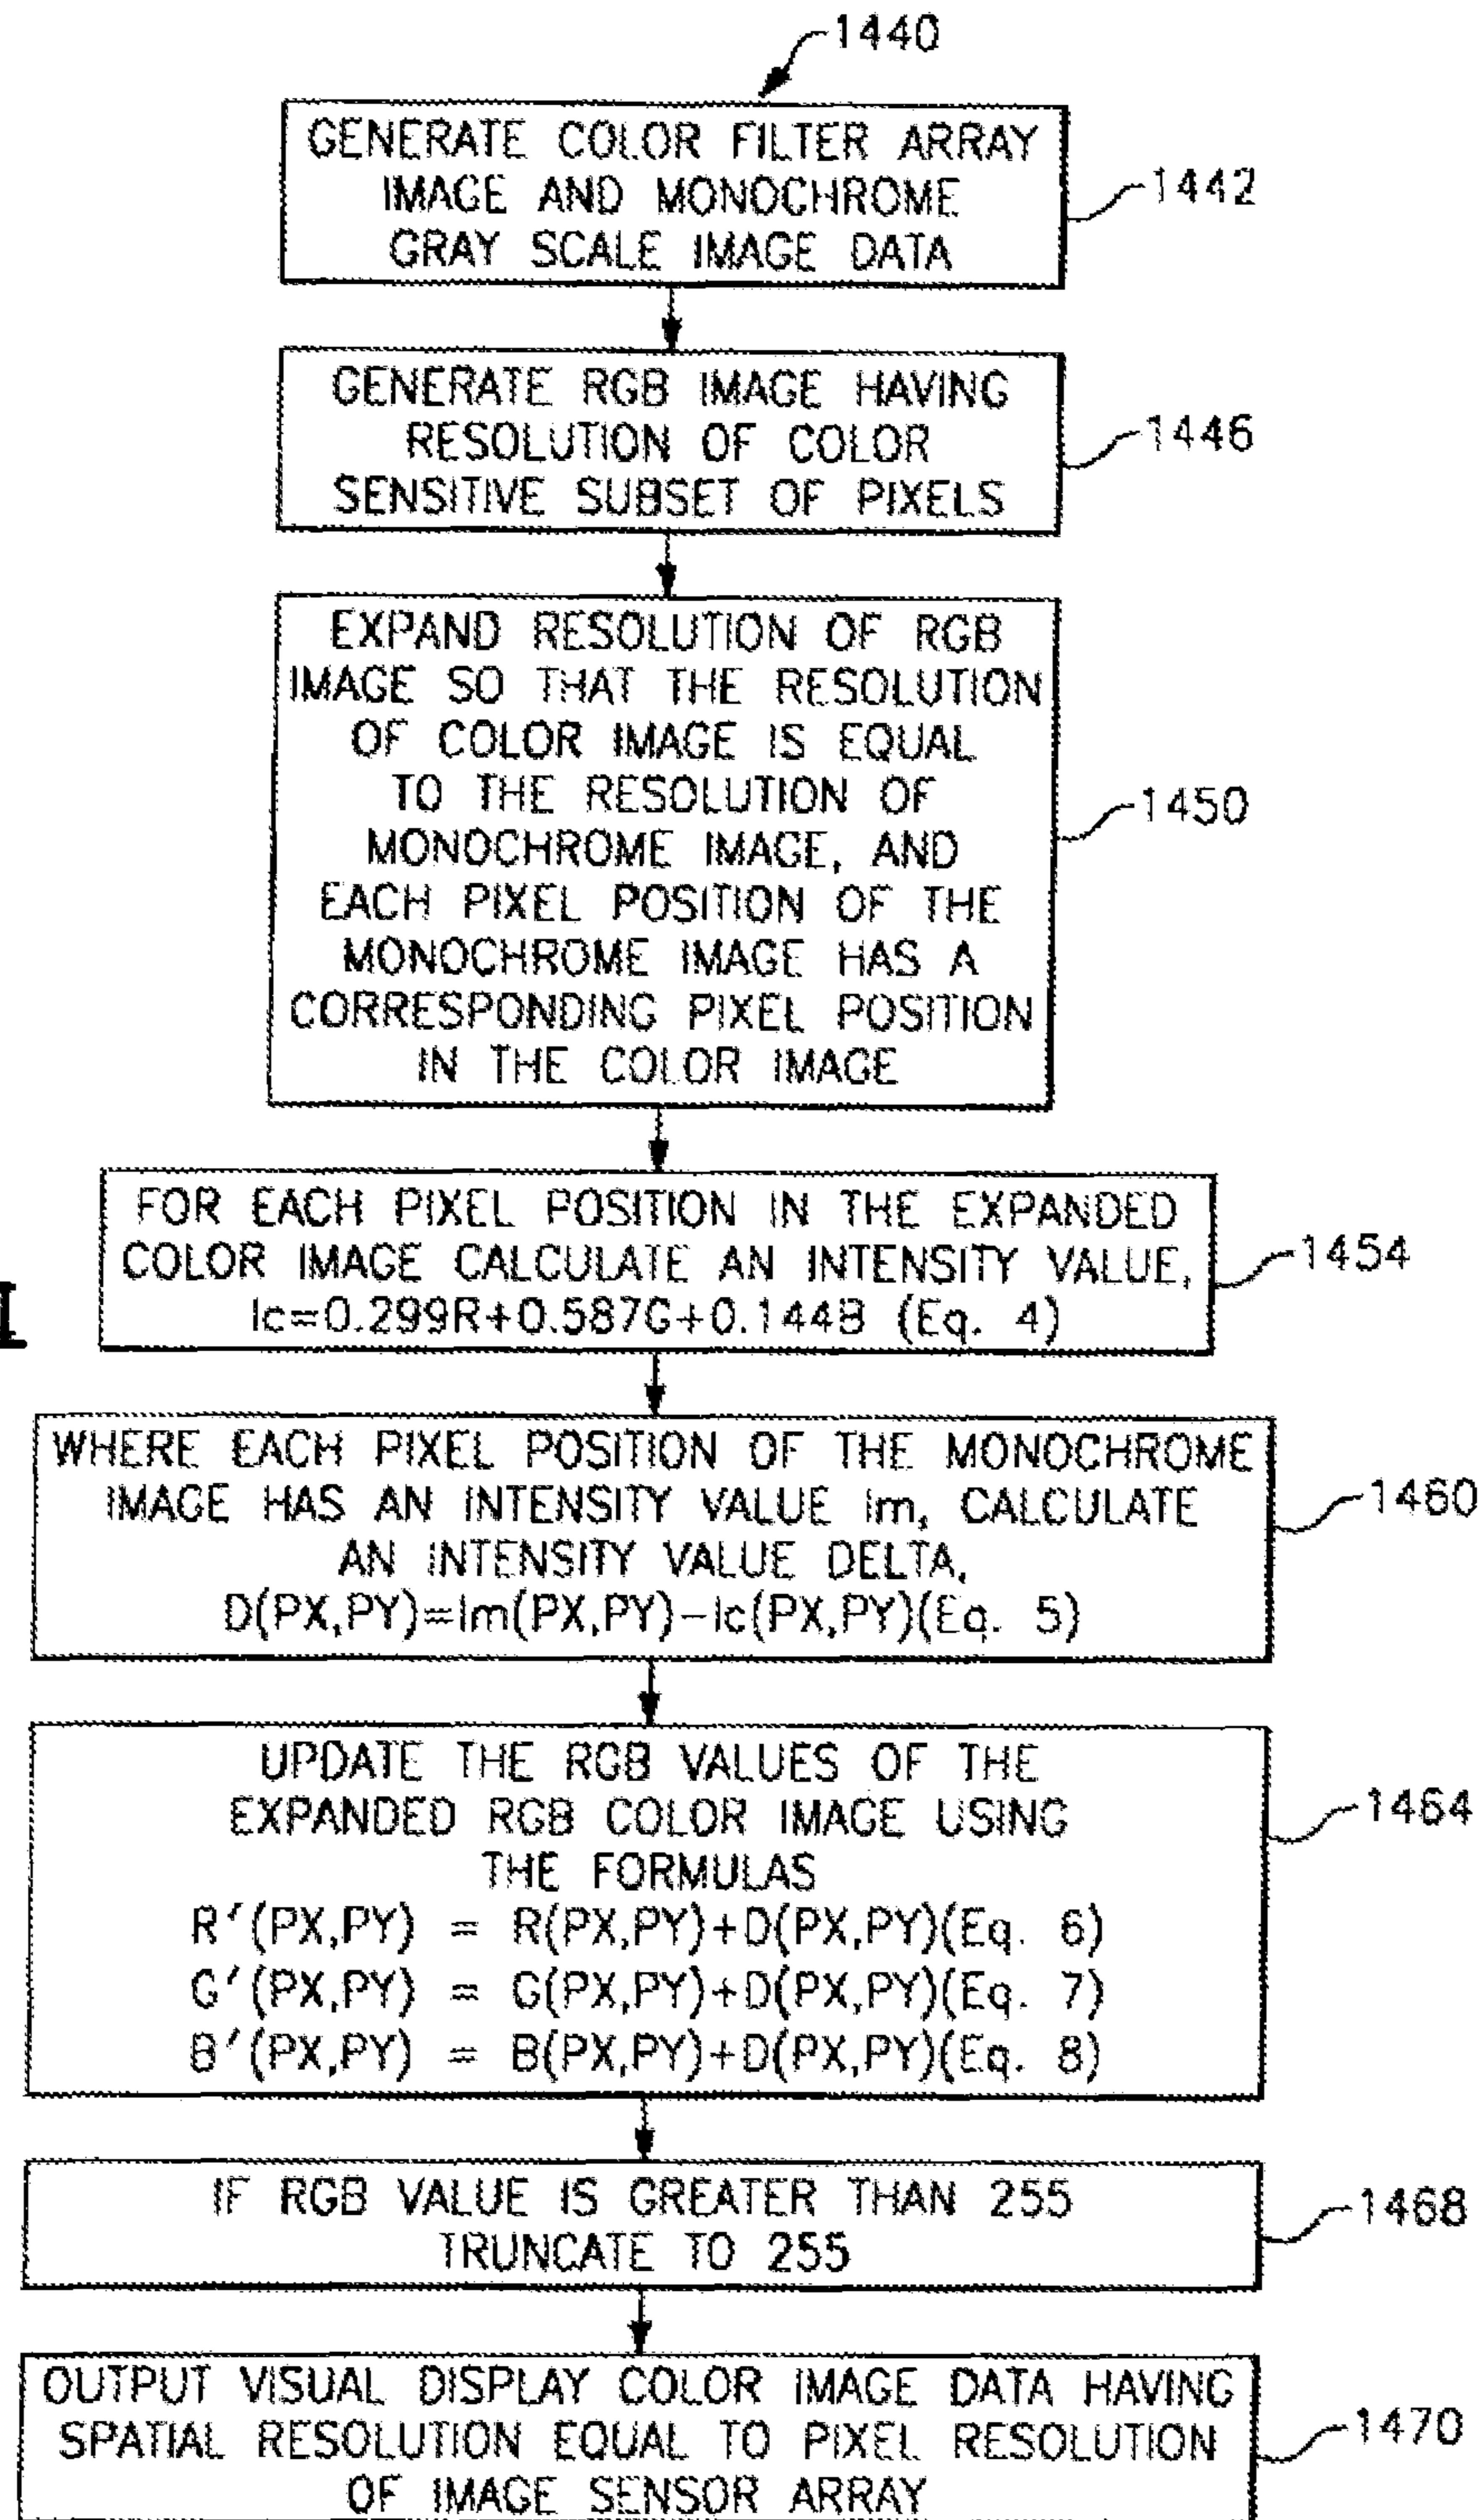 1440
GENERATE COLOR FILTER ARRAY
IMAGE AND MONOCHROME
GRAY SCALE IMAGE DATA
1442
GENERATE RGB IMAGE HAVING
RESOLUTION OF COLOR
SENSITIVE SUBSET OF PIXELS
1446
EXPAND RESOLUTION OF RGB
IMAGE SO THAT THE RESOLUTION
OF COLOR IMAGE IS EQUAL
TO THE RESOLUTION OF
MONOCHROME IMAGE, AND
EACH PIXEL POSITION OF THE
MONOCHROME IMAGE HAS A
CORRESPONDING PIXEL POSITION
IN THE COLOR IMAGE
1450
FOR EACH PIXEL POSITION IN THE EXPANDED
COLOR IMAGE CALCULATE AN INTENSITY VALUE,
Ic=0.299R+0.587G+0.144B (Eq. 4)
1454
WHERE EACH PIXEL POSITION OF THE MONOCHROME
IMAGE HAS AN INTENSITY VALUE Im, CALCULATE
AN INTENSITY VALUE DELTA,
D(PX,PY)=Im(PX,PY)-Ic(PX,PY)(Eq. 5)
1460
UPDATE THE RGB VALUES OF THE
EXPANDED RGB COLOR IMAGE USING
THE FORMULAS
R'(PX,PY) = R(PX,PY)+D(PX,PY)(Eq. 6)
G'(PX,PY) = G(PX,PY)+D(PX,PY)(Eq. 7)
B'(PX,PY) = B(PX,PY)+D(PX,PY)(Eq. 8)
1464
IF RGB VALUE IS GREATER THAN 255
TRUNCATE TO 255
1468
OUTPUT VISUAL DISPLAY COLOR IMAGE DATA HAVING
SPATIAL RESOLUTION EQUAL TO PIXEL RESOLUTION
OF IMAGE SENSOR ARRAY
1470